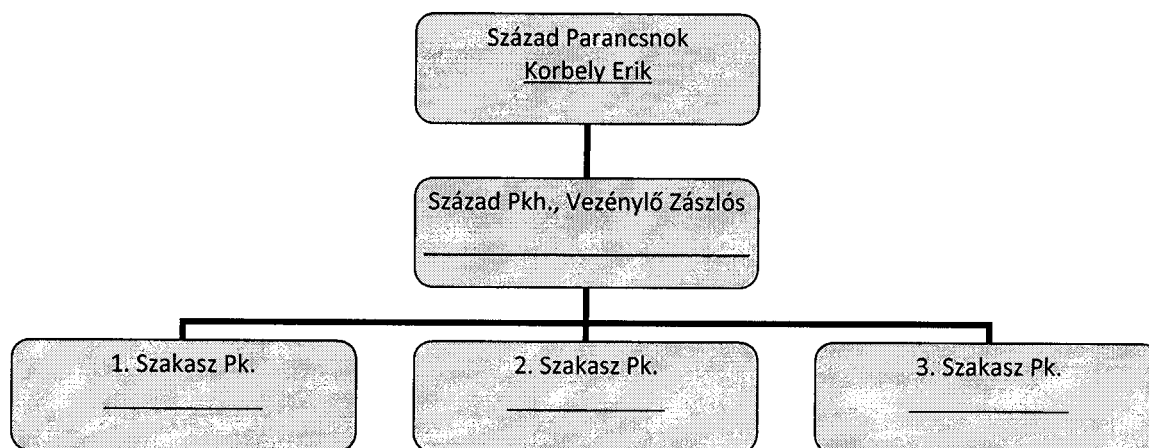 Század Parancsnok
Korbely Erik
Század Pkh., Vezénylő Zászlós
1. Szakasz Pk.
2. Szakasz Pk.
3. Szakasz Pk.